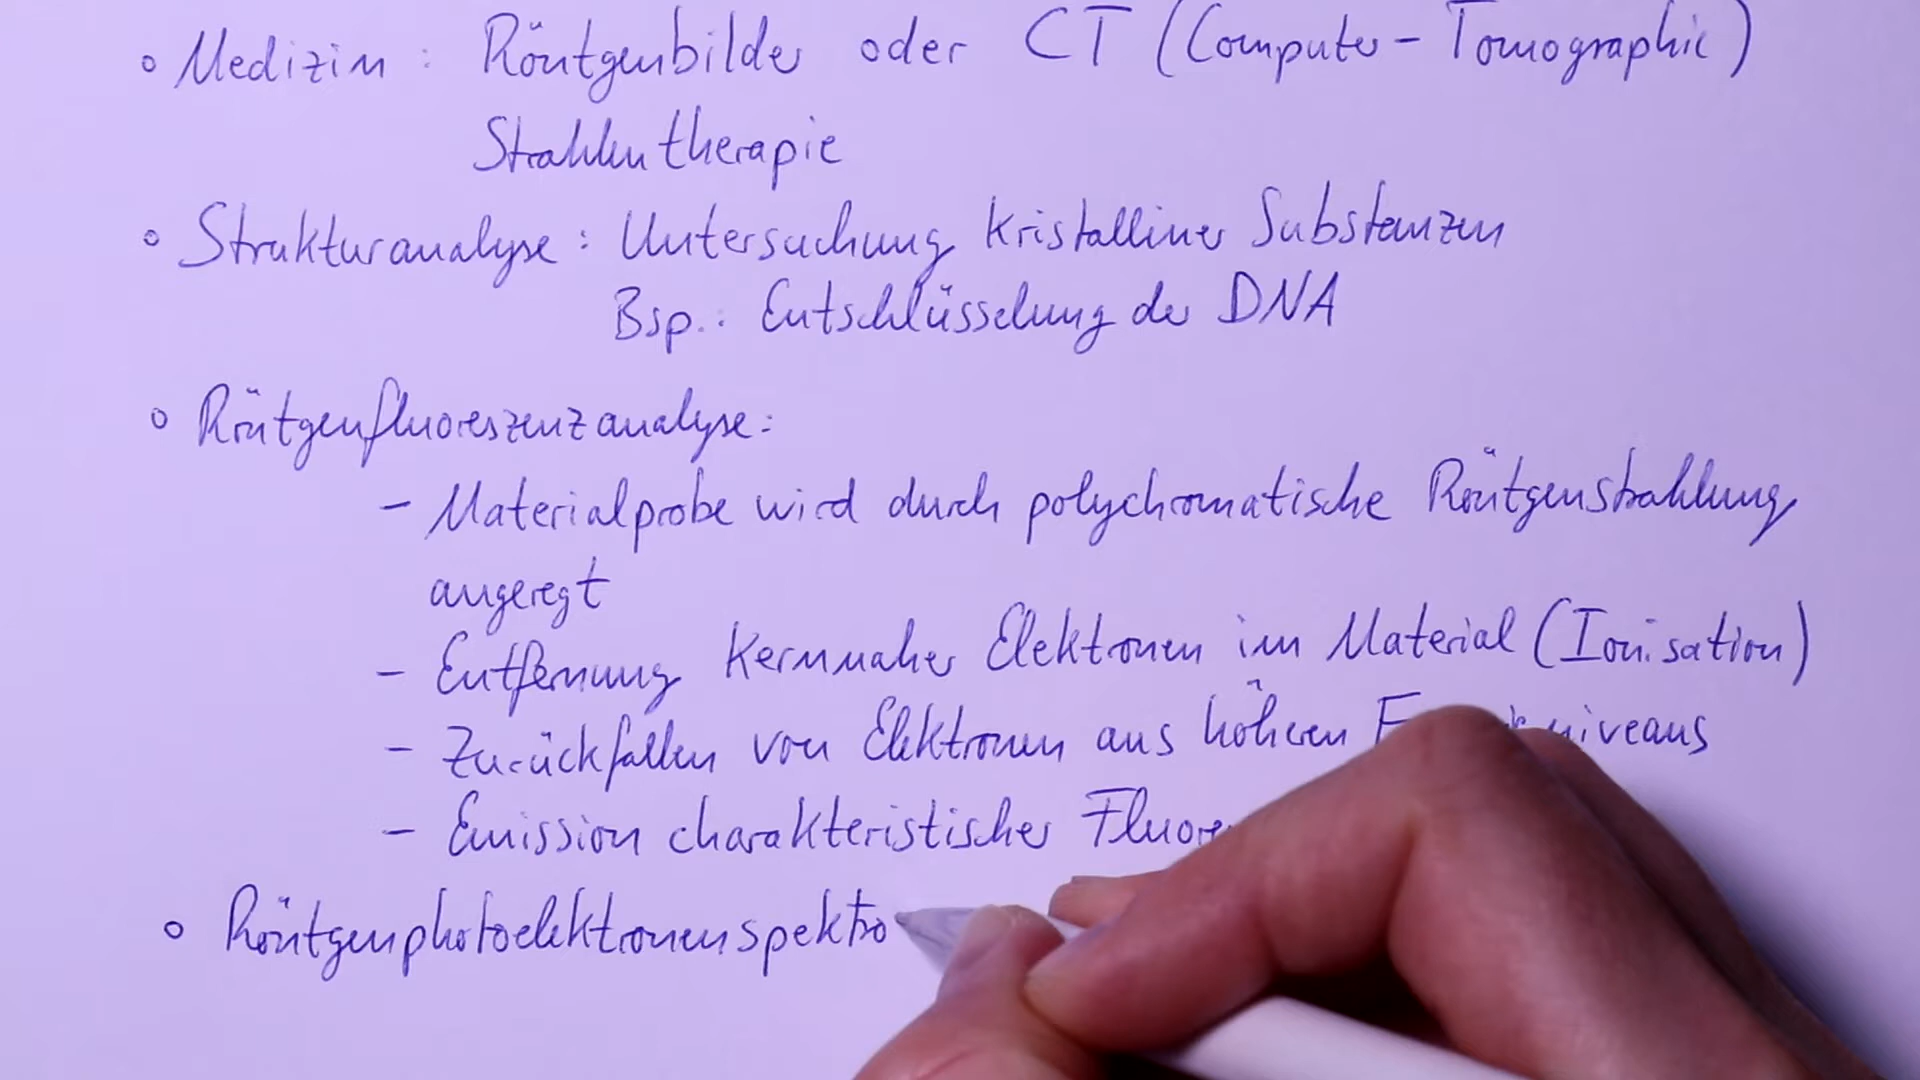 ◦ Medizin: Röntgenbilder oder CT (Computer-Tomographie)
Strahlentherapie
◦ Strukturanalyse: Untersuchung kristalliner Substanzen
Bsp.: Entschlüsselung der DNA
◦ Röntgenfluoreszenzanalyse:
- Materialprobe wird durch polychromatische Röntgenstrahlung
angeregt
- Entfernung kernnaher Elektronen im Material (Ionisation)
- Zurückfallen von Elektronen aus höheren
- Emission charakteristischer Fluore
◦ Röntgenphotoelektronenspektro